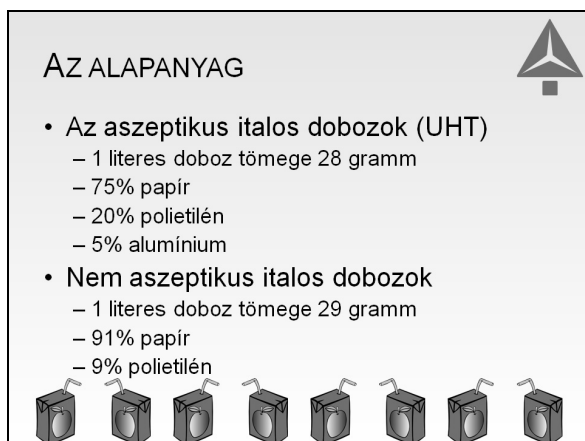 AZ ALAPANYAG
• Az aszeptikus italos dobozok (UHT)
– 1 literes doboz tömege 28 gramm
– 75% papír
– 20% polietilén
– 5% alumínium
• Nem aszeptikus italos dobozok
– 1 literes doboz tömege 29 gramm
– 91% papír
– 9% polietilén